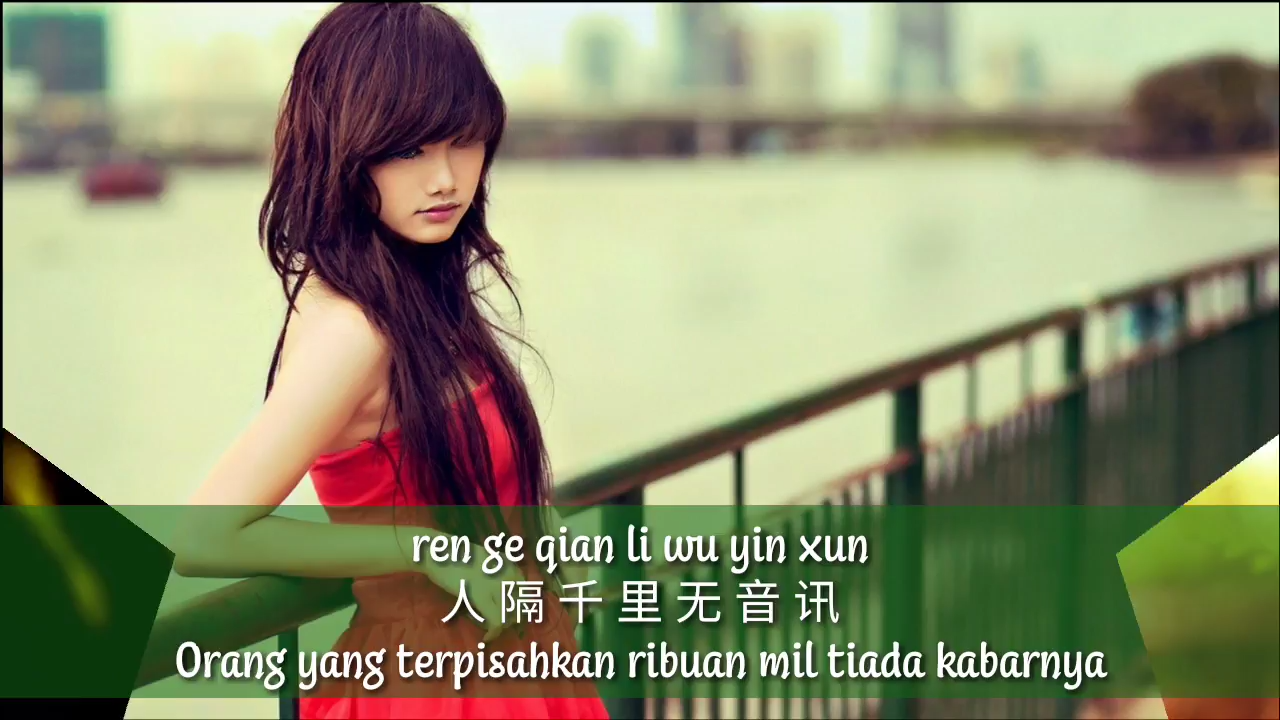 ren ge qian li wu yin xun
人隔千里无音讯
Orang yang terpisahkan ribuan mil tiada kabarnya